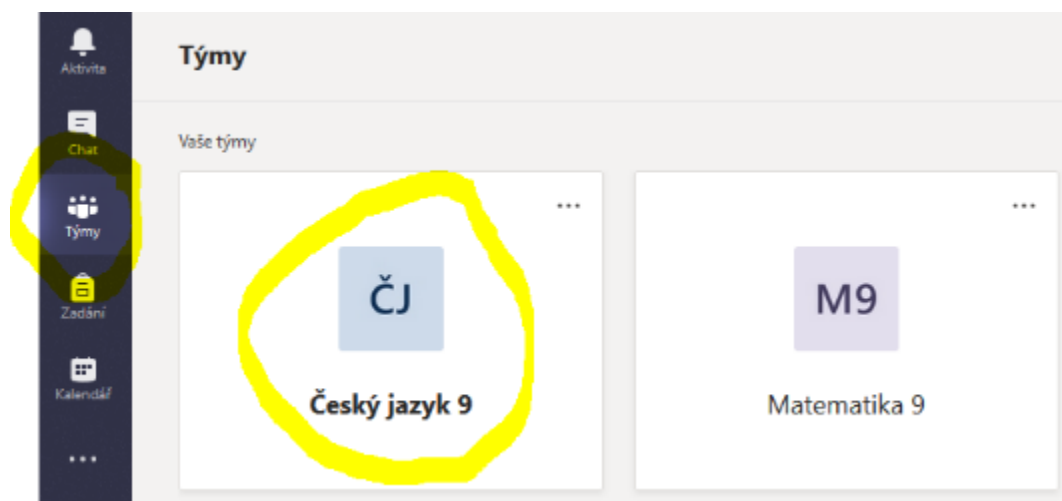 Aktivita
Chat
Týmy
Zadání
Kalendář
Týmy
Vaše týmy
ČJ
Český jazyk 9
M9
Matematika 9